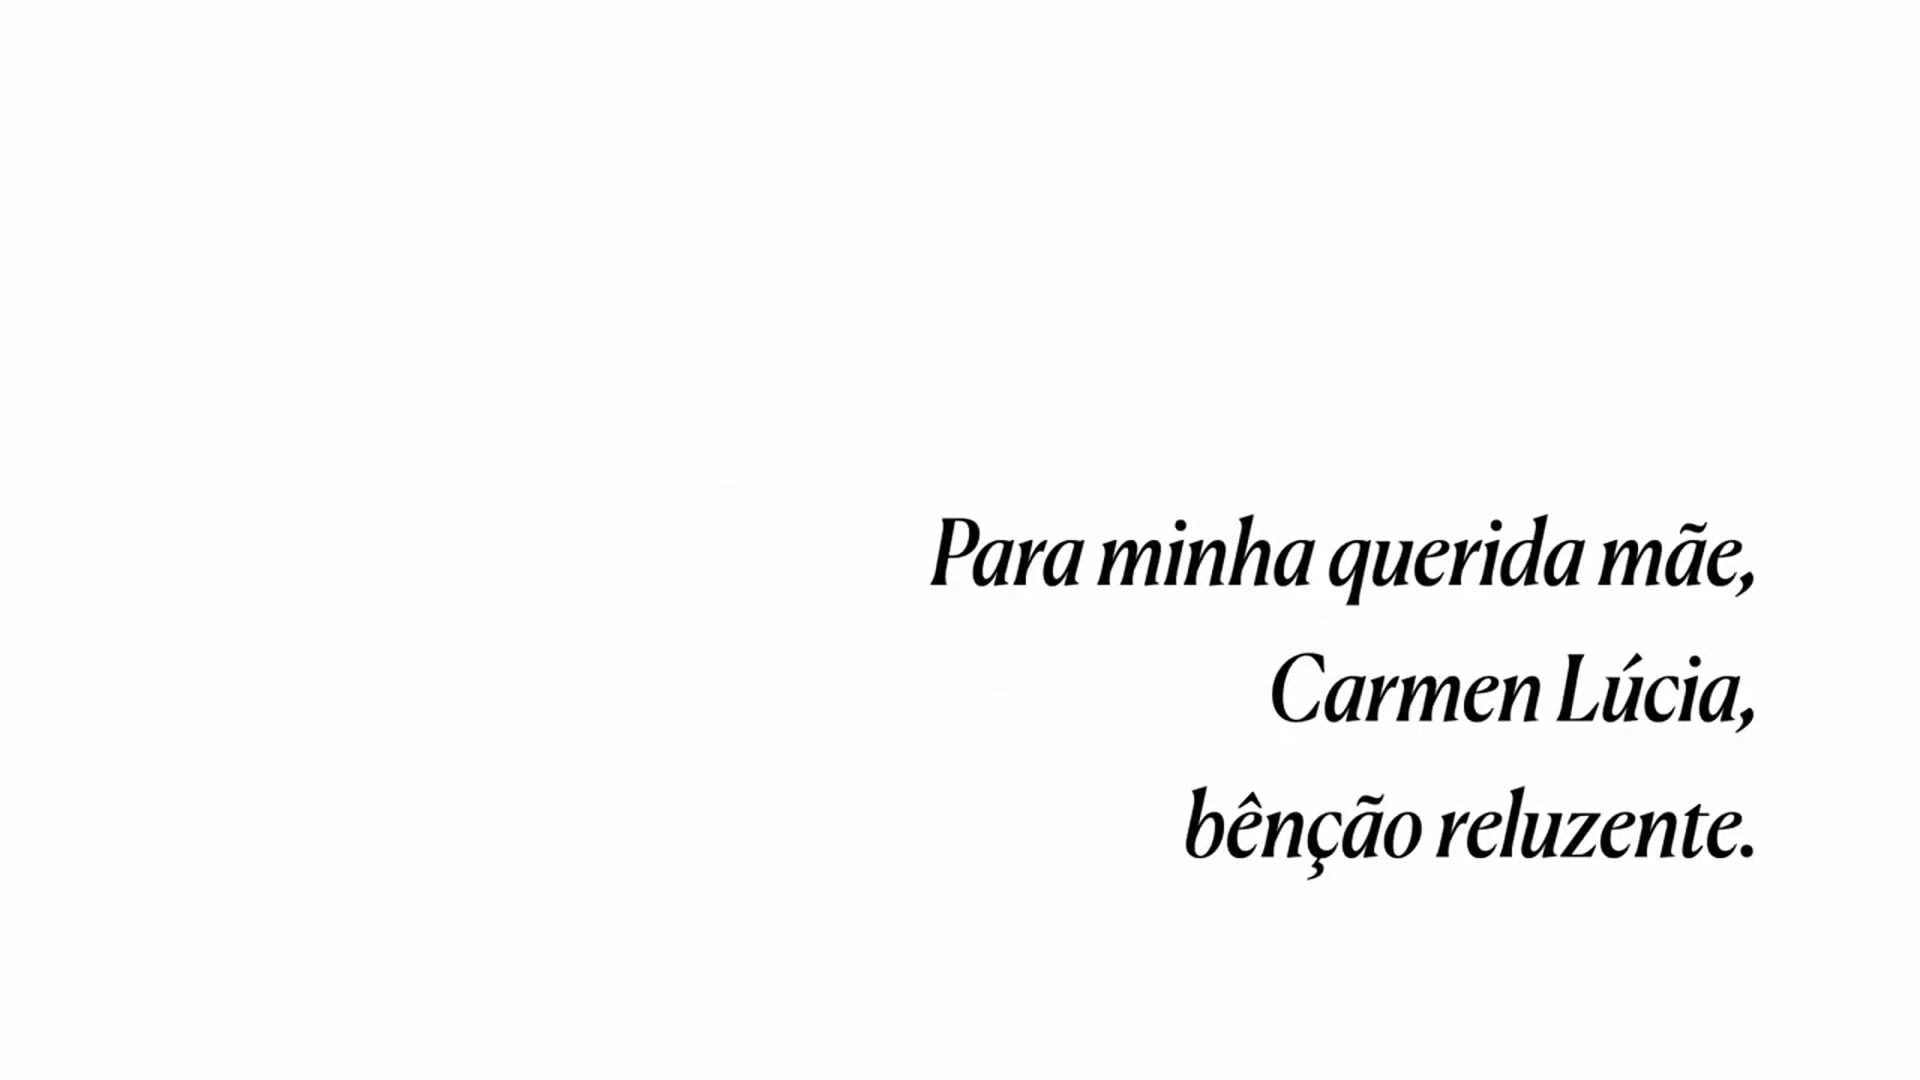 Para minha querida mãe,
Carmen Lúcia,
bênção reluzente.